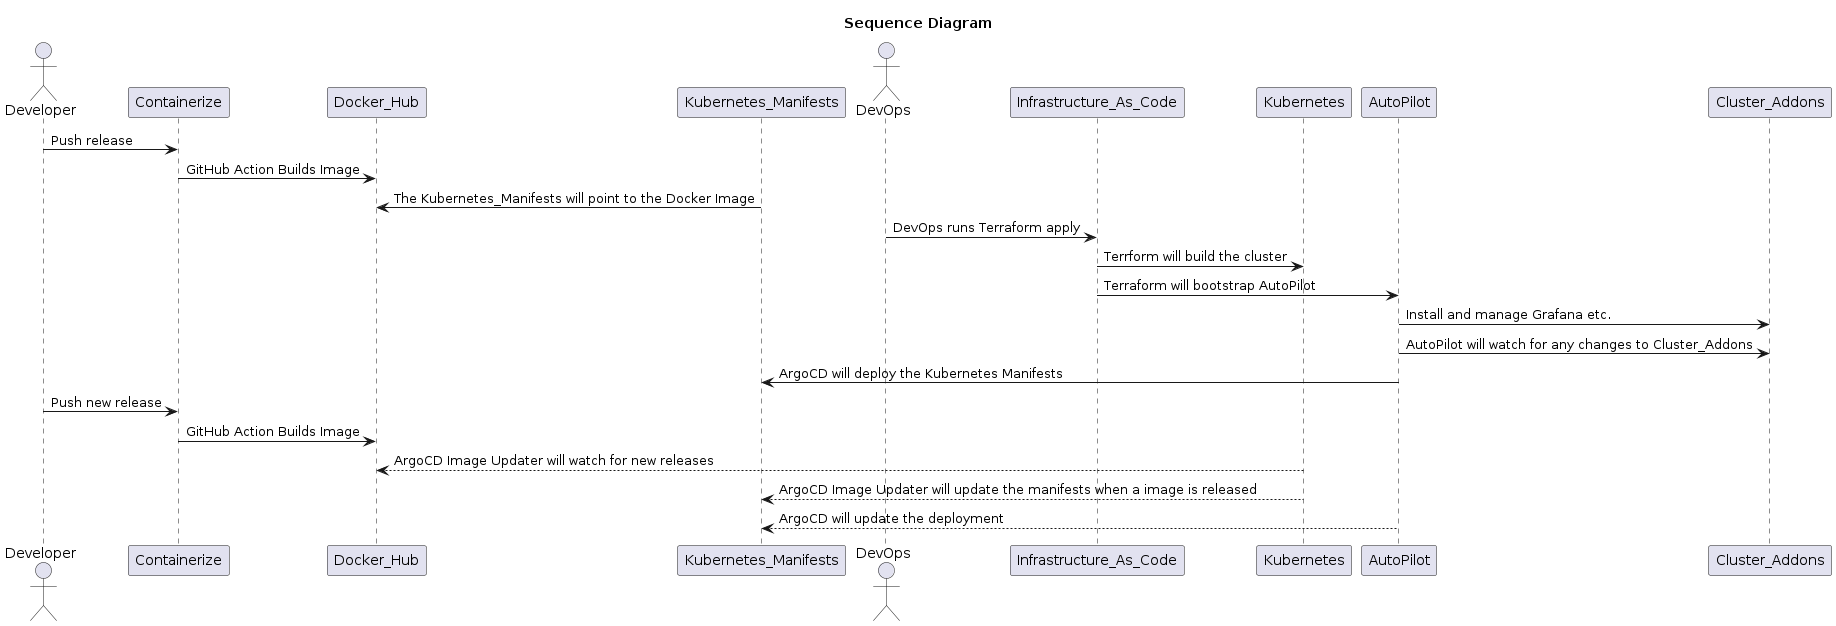 Sequence Diagram
Developer
Containerize
Docker_Hub
Kubernetes_Manifests
DevOps
Infrastructure_As_Code
Kubernetes
AutoPilot
Cluster_Addons
Push release
GitHub Action Builds Image
The Kubernetes_Manifests will point to the Docker Image
DevOps runs Terraform apply
Terrform will build the cluster
Terraform will bootstrap AutoPilot
Install and manage Grafana etc.
AutoPilot will watch for any changes to Cluster_Addons
ArgoCD will deploy the Kubernetes Manifests
Push new release
GitHub Action Builds Image
ArgoCD Image Updater will watch for new releases
ArgoCD Image Updater will update the manifests when a image is released
ArgoCD will update the deployment
Developer
Containerize
Docker_Hub
Kubernetes_Manifests
DevOps
Infrastructure_As_Code
Kubernetes
AutoPilot
Cluster_Addons